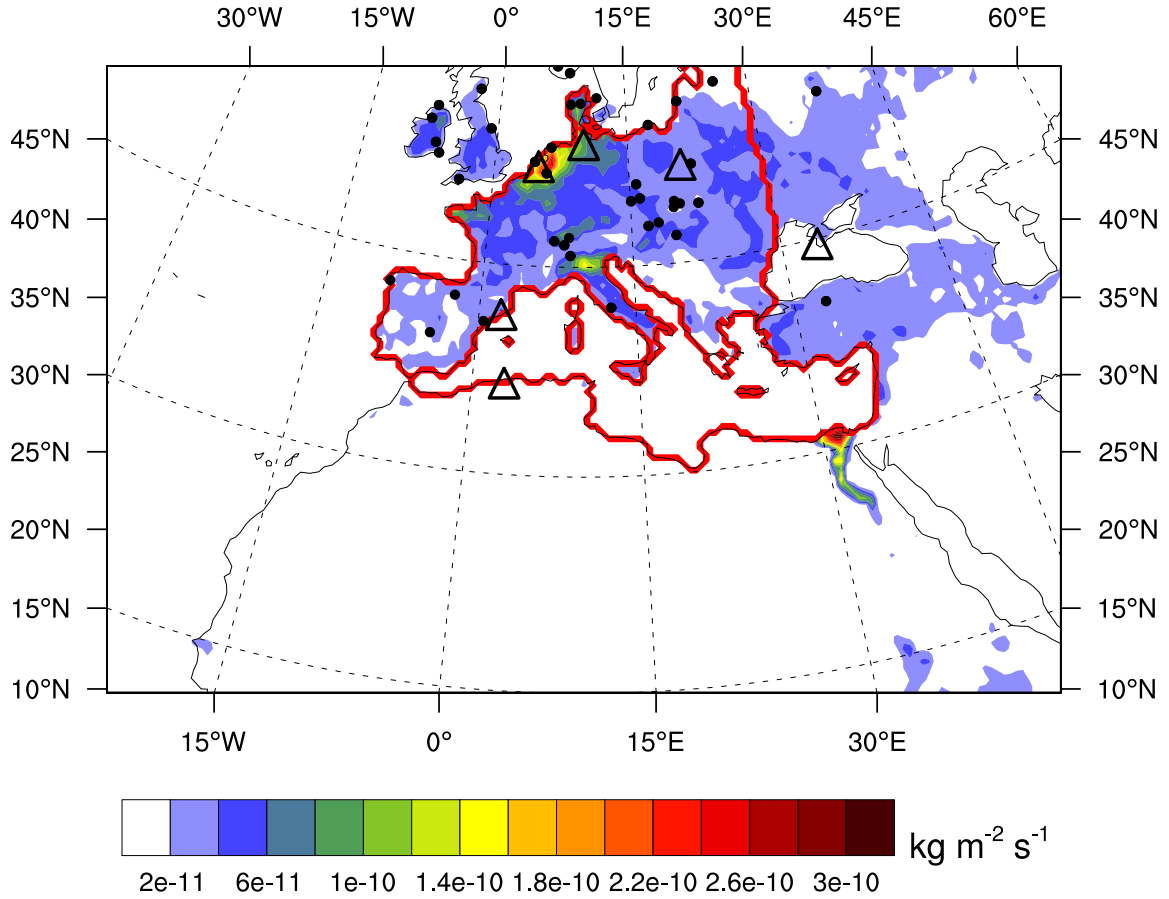 30°W 15°W 0° 15°E 30°E 45°E 60°E
45°N 45°N
40°N 40°N
35°N 35°N
30°N 30°N
25°N 25°N
20°N 20°N
15°N 15°N
10°N 10°N
15°W 0° 15°E 30°E
kg m⁻² s⁻¹
2e-11 6e-11 1e-10 1.4e-10 1.8e-10 2.2e-10 2.6e-10 3e-10